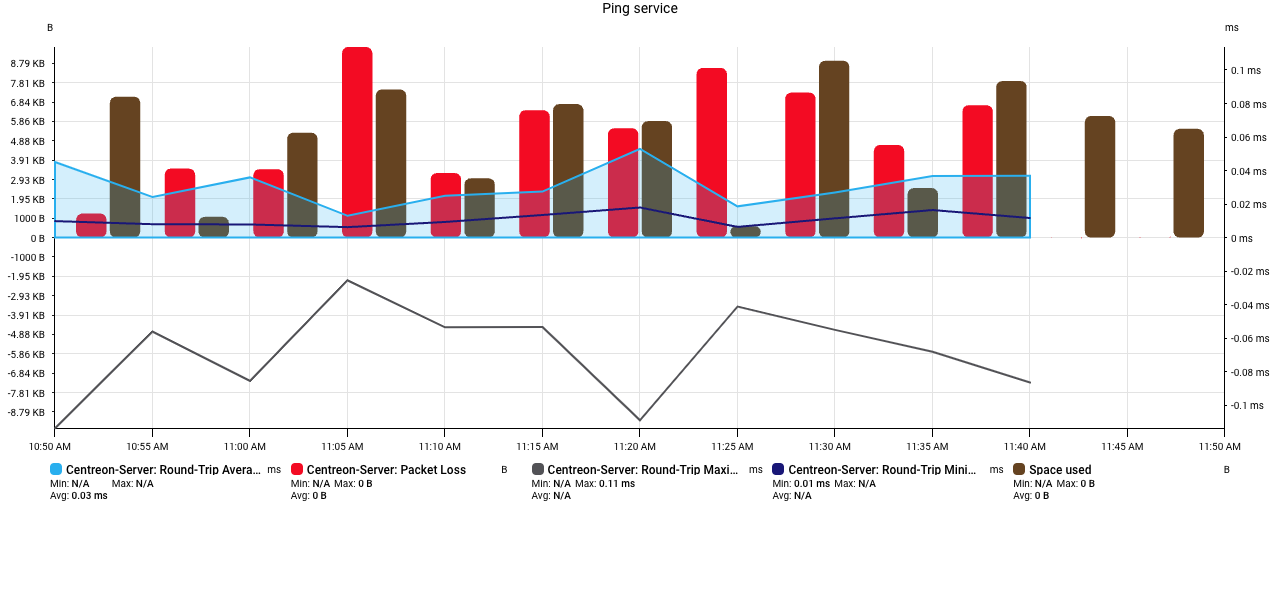 Ping service
B ms
8.79 KB
7.81 KB
6.84 KB
5.86 KB
4.88 KB
3.91 KB
2.93 KB
1.95 KB
1000 B
0 B
-1000 B
-1.95 KB
-2.93 KB
-3.91 KB
-4.88 KB
-5.86 KB
-6.84 KB
-7.81 KB
-8.79 KB
0.1 ms
0.08 ms
0.06 ms
0.04 ms
0.02 ms
0 ms
-0.02 ms
-0.04 ms
-0.06 ms
-0.08 ms
-0.1 ms
10:50 AM 10:55 AM 11:00 AM 11:05 AM 11:10 AM 11:15 AM 11:20 AM 11:25 AM 11:30 AM 11:35 AM 11:40 AM 11:45 AM 11:50 AM
Centreon-Server: Round-Trip Avera... ms
Min: N/A Max: N/A
Avg: 0.03 ms
Centreon-Server: Packet Loss B
Min: N/A Max: 0 B
Avg: 0 B
Centreon-Server: Round-Trip Maxi... ms
Min: N/A Max: 0.11 ms
Avg: N/A
Centreon-Server: Round-Trip Mini... ms
Min: 0.01 ms Max: N/A
Avg: N/A
Space used B
Min: N/A Max: 0 B
Avg: 0 B